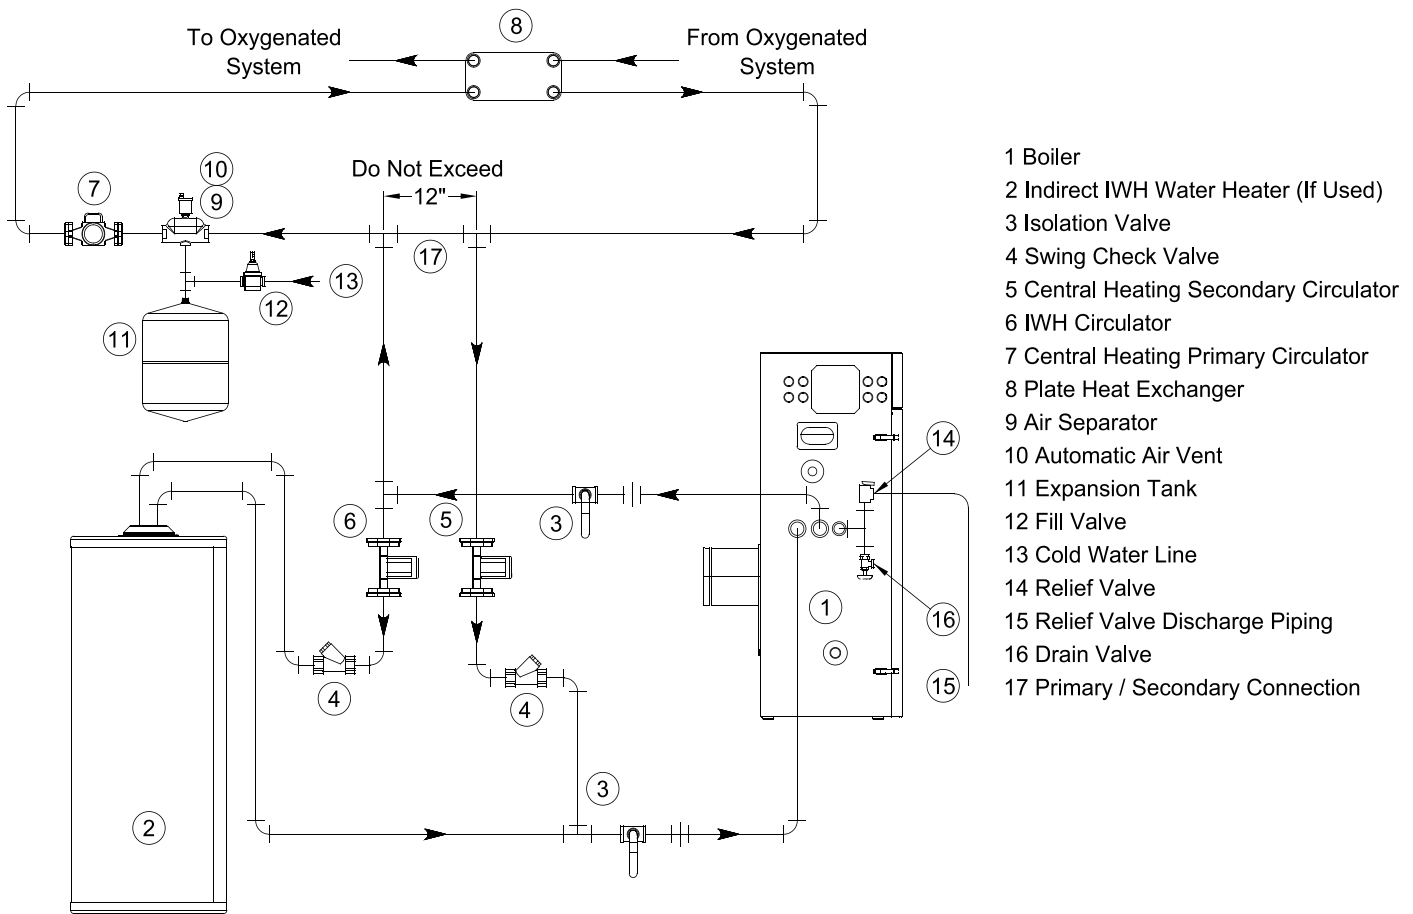 8
To Oxygenated
System
From Oxygenated
System
Do Not Exceed
12"
10
9
7
17
13
12
11
14
6
5
3
1
16
15
4
4
3
2
1 Boiler
2 Indirect IWH Water Heater (If Used)
3 Isolation Valve
4 Swing Check Valve
5 Central Heating Secondary Circulator
6 IWH Circulator
7 Central Heating Primary Circulator
8 Plate Heat Exchanger
9 Air Separator
10 Automatic Air Vent
11 Expansion Tank
12 Fill Valve
13 Cold Water Line
14 Relief Valve
15 Relief Valve Discharge Piping
16 Drain Valve
17 Primary / Secondary Connection